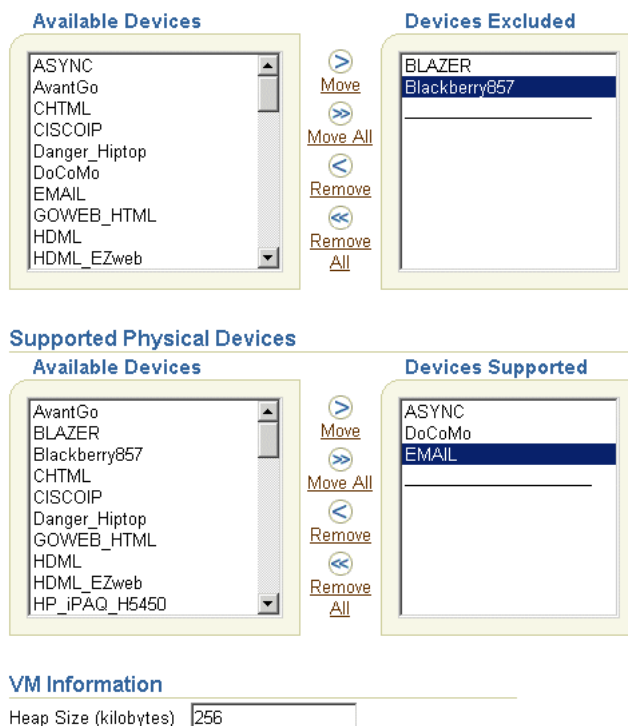 Available Devices
Devices Excluded
ASYNC
AvantGo
CHTML
CISCOIP
Danger_Hiptop
DoCoMo
EMAIL
GOWEB_HTML
HDML
HDML_EZweb
Move
Move All
Remove
Remove
All
BLAZER
Blackberry857
Supported Physical Devices
Available Devices
Devices Supported
AvantGo
BLAZER
Blackberry857
CHTML
CISCOIP
Danger_Hiptop
GOWEB_HTML
HDML
HDML_EZweb
HP_iPAQ_H5450
Move
Move All
Remove
Remove
All
ASYNC
DoCoMo
EMAIL
VM Information
Heap Size (kilobytes) 256